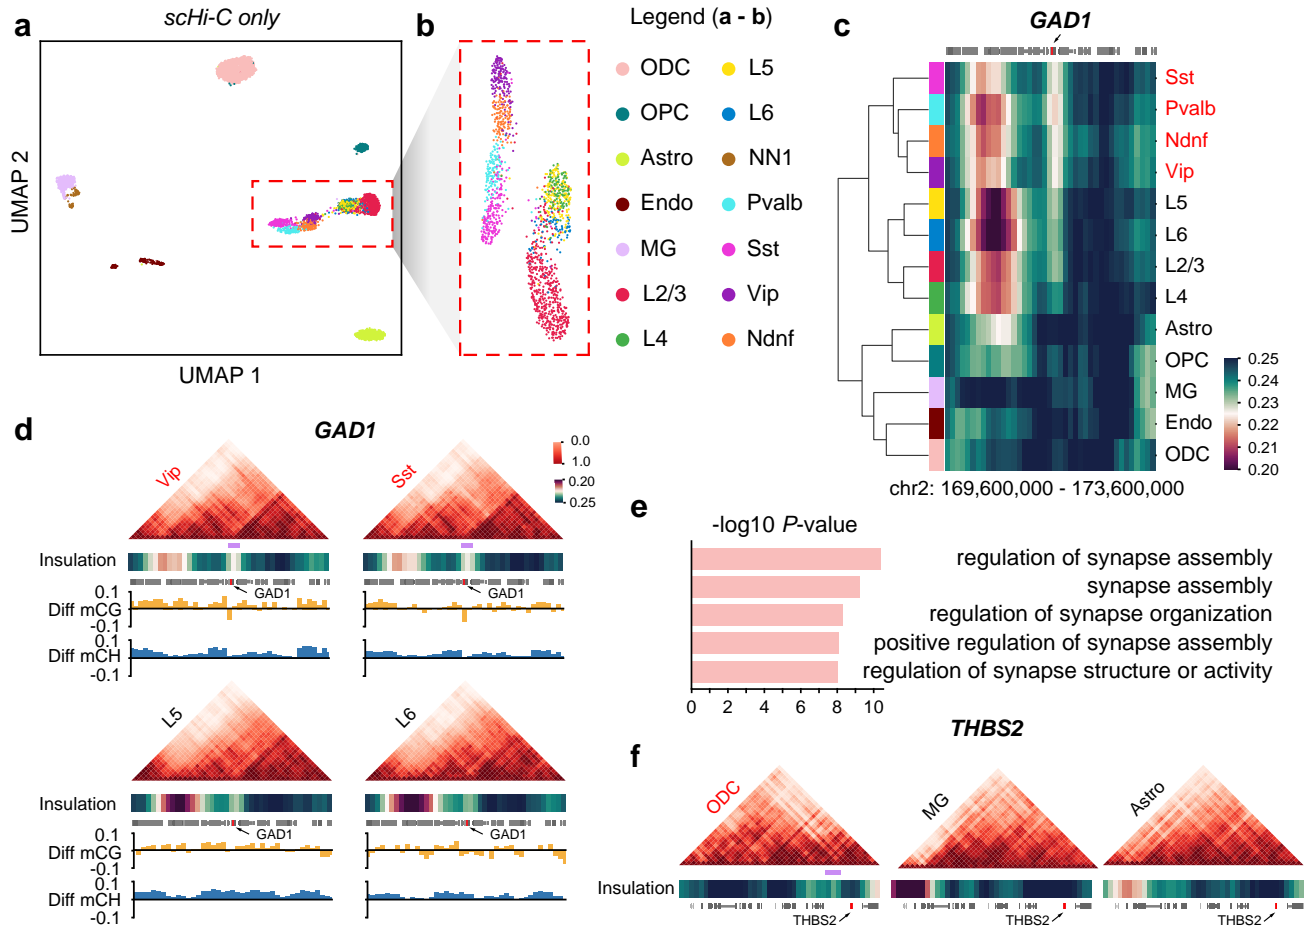 a
scHi-C only
UMAP 2
UMAP 1
b
Legend (a - b)
ODC
OPC
Astro
Endo
MG
L2/3
L4
L5
L6
NN1
Pvalb
Sst
Vip
Ndnf
c
GAD1
Sst
Pvalb
Ndnf
Vip
L5
L6
L2/3
L4
Astro
OPC
MG
Endo
ODC
0.25
0.24
0.23
0.22
0.21
0.20
chr2: 169,600,000 - 173,600,000
d
GAD1
Vip
Sst
0.0
1.0
0.20
0.25
Insulation
GAD1
GAD1
0.1
Diff mCG
-0.1
0.1
Diff mCH
-0.1
L5
L6
Insulation
GAD1
GAD1
0.1
Diff mCG
-0.1
0.1
Diff mCH
-0.1
e
-log10 P-value
regulation of synapse assembly
synapse assembly
regulation of synapse organization
positive regulation of synapse assembly
regulation of synapse structure or activity
0 2 4 6 8 10
THBS2
f
ODC
MG
Astro
Insulation
THBS2
THBS2
THBS2